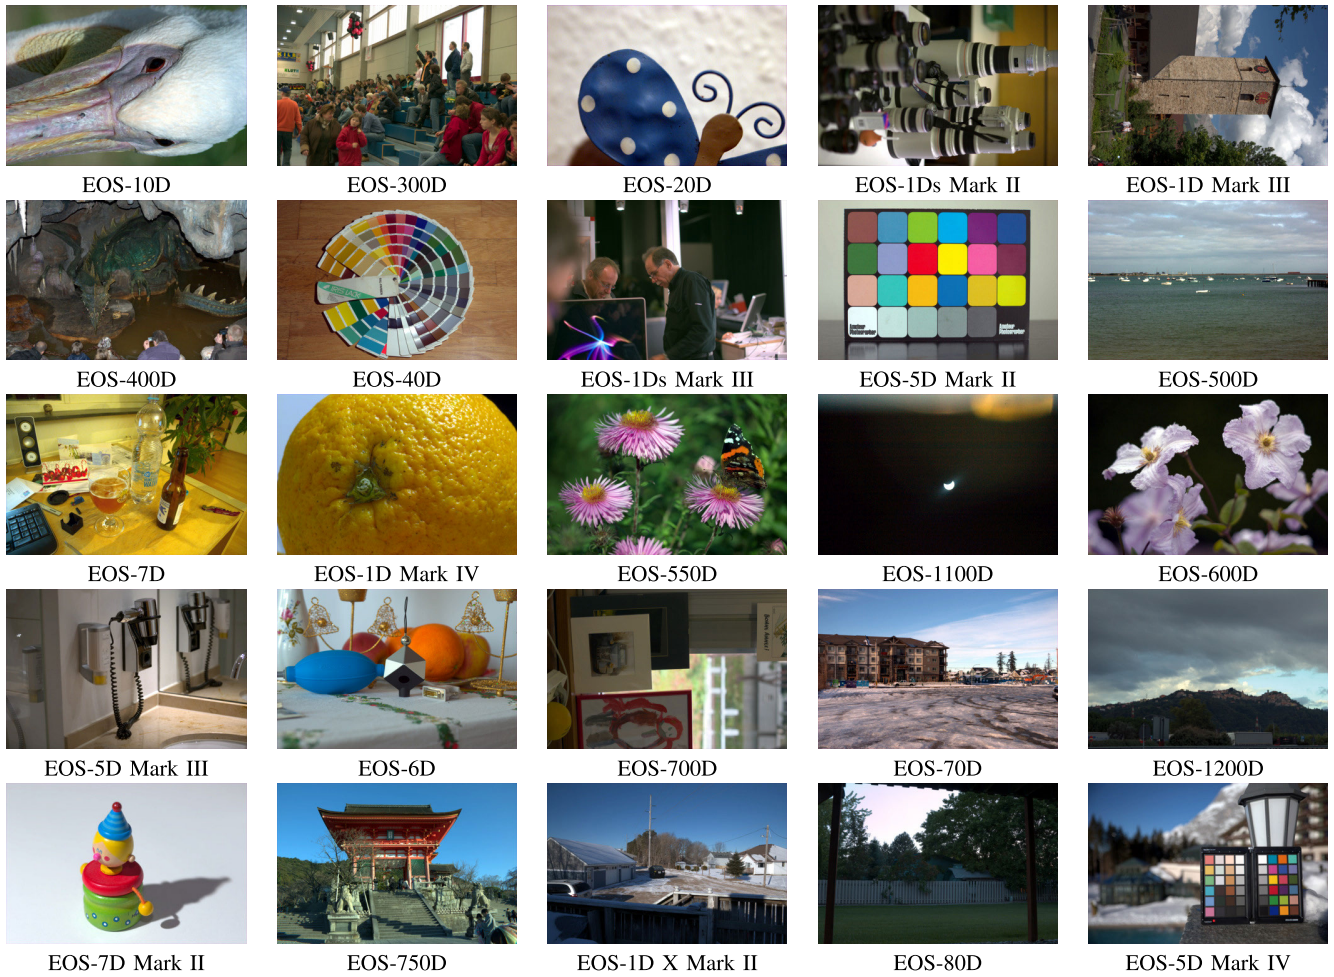 EOS-10D
EOS-300D
EOS-20D
EOS-1Ds Mark II
EOS-1D Mark III
EOS-400D
EOS-40D
EOS-1Ds Mark III
EOS-5D Mark II
EOS-500D
EOS-7D
EOS-1D Mark IV
EOS-550D
EOS-1100D
EOS-600D
EOS-5D Mark III
EOS-6D
EOS-700D
EOS-70D
EOS-1200D
EOS-7D Mark II
EOS-750D
EOS-1D X Mark II
EOS-80D
EOS-5D Mark IV